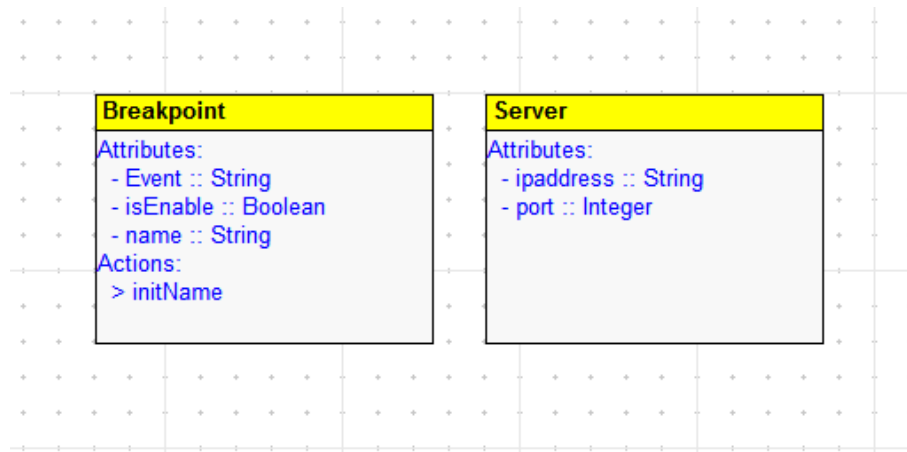 Breakpoint
Attributes:
- Event :: String
- isEnable :: Boolean
- name :: String
Actions:
> initName
Server
Attributes:
- ipaddress :: String
- port :: Integer